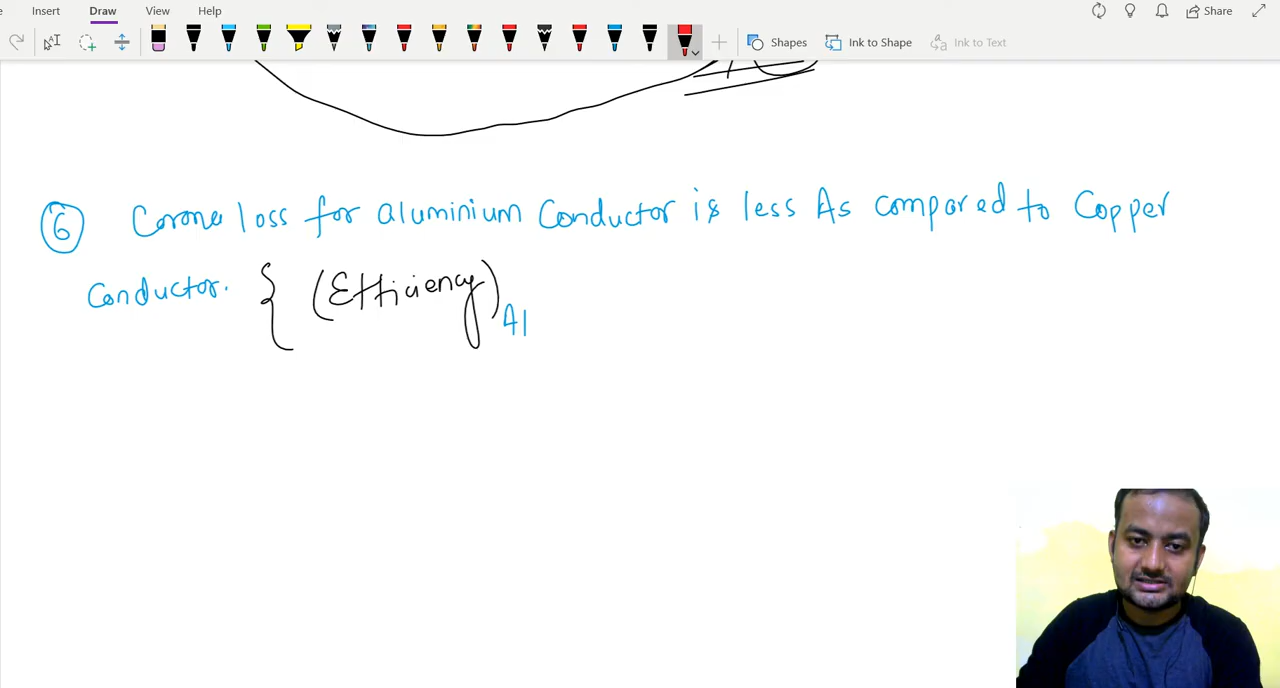 Insert Draw View Help Share
Shapes Ink to Shape Ink to Text
6 Corona loss for aluminium Conductor is less As compared to Copper
Conductor. { (Efficiency)Al